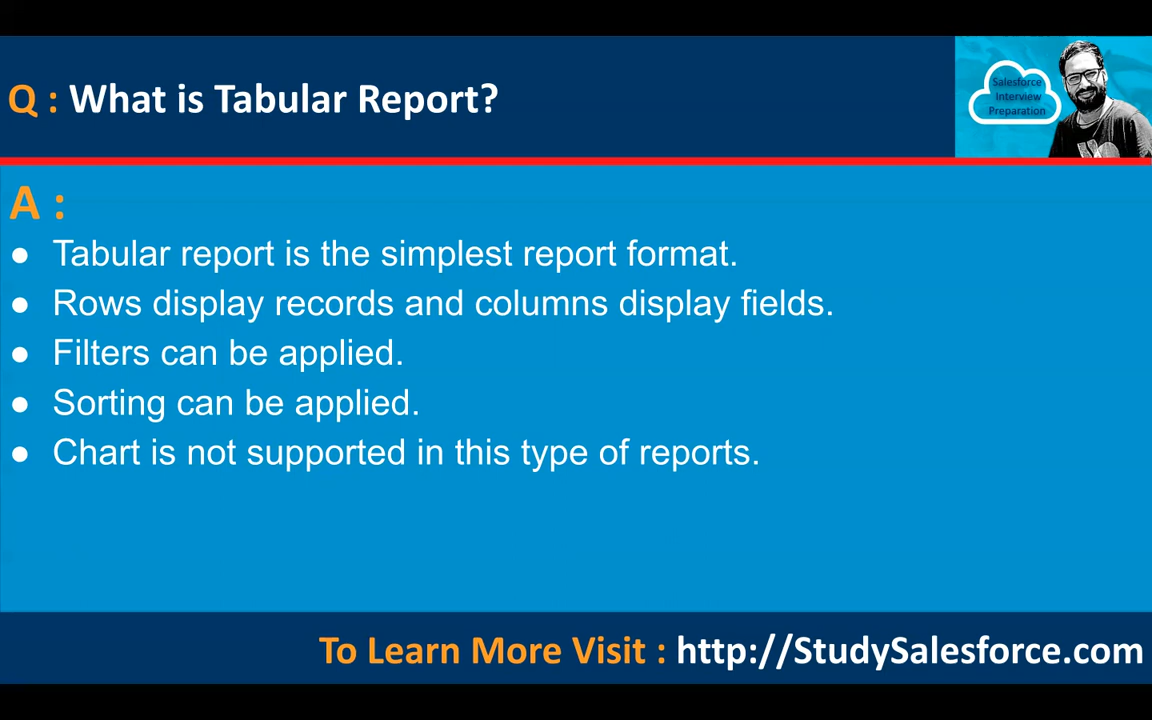 Q : What is Tabular Report?
Salesforce
Interview
Preparation
A :
● Tabular report is the simplest report format.
● Rows display records and columns display fields.
● Filters can be applied.
● Sorting can be applied.
● Chart is not supported in this type of reports.
To Learn More Visit : http://StudySalesforce.com